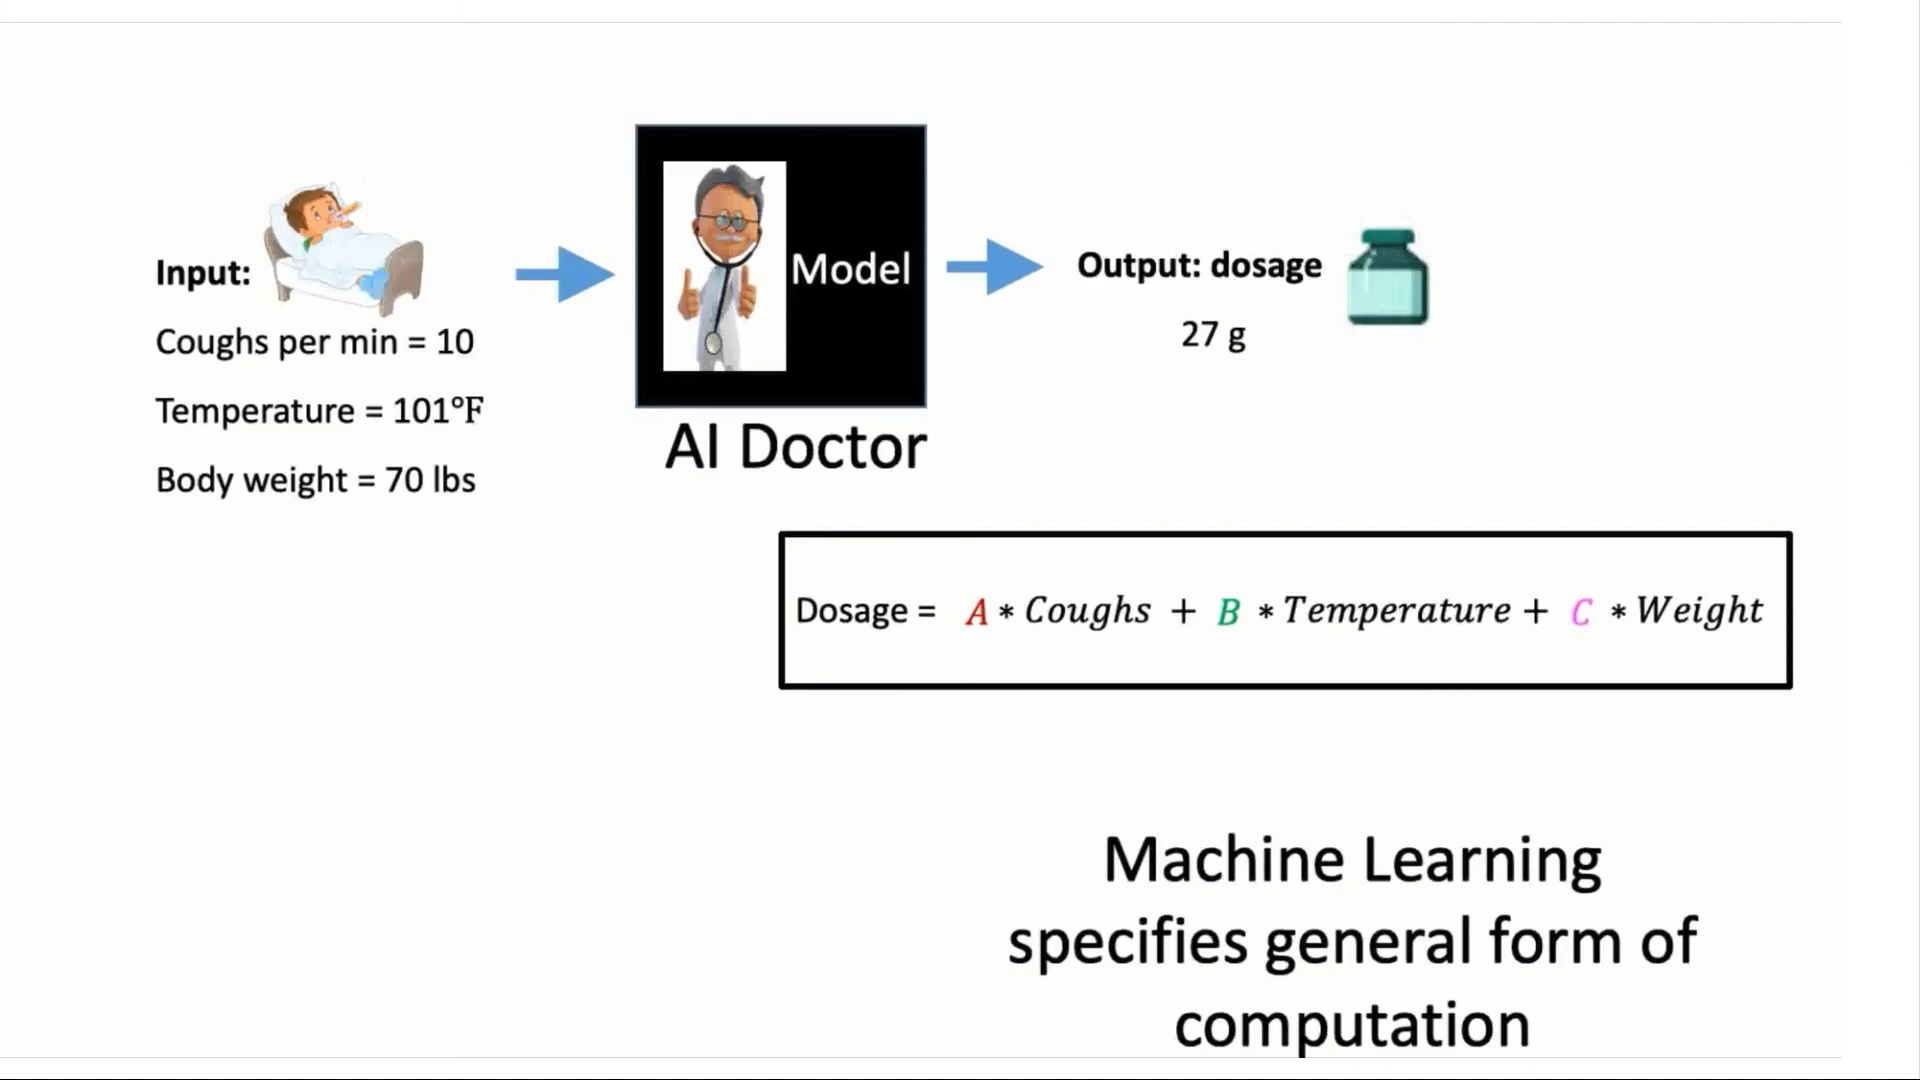 Input:
Coughs per min = 10
Temperature = 101°F
Body weight = 70 lbs
Model
AI Doctor
Output: dosage
27 g
Dosage = A * Coughs + B * Temperature + C * Weight
Machine Learning
specifies general form of
computation